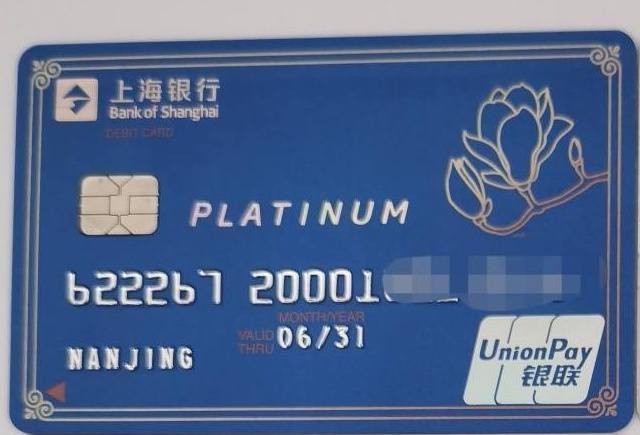 上海银行
Bank of Shanghai
DEBIT CARD
PLATINUM
622267 20001
MONTH/YEAR
VALID THRU 06/31
NANJING
UnionPay
银联